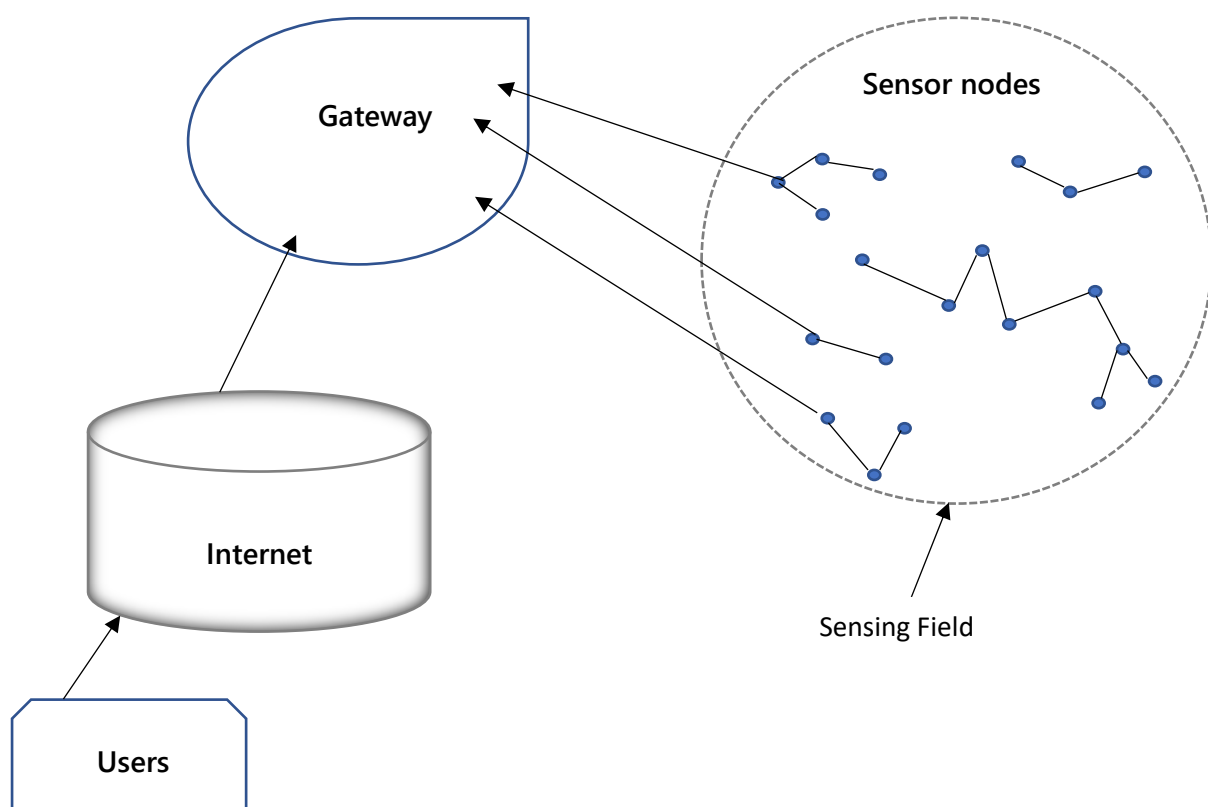 Gateway
Sensor nodes
Internet
Sensing Field
Users